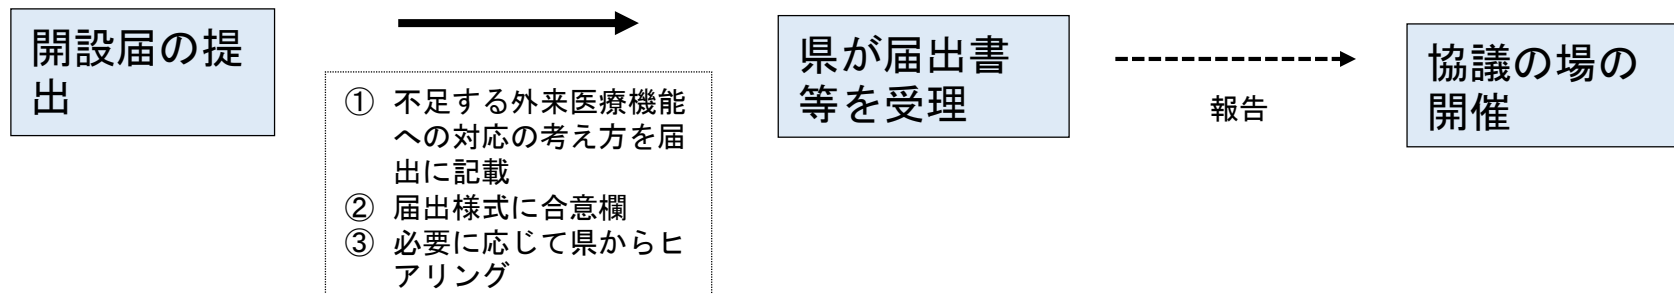 開設届の提
出
① 不足する外来医療機能
への対応の考え方を届
出に記載
② 届出様式に合意欄
③ 必要に応じて県からヒ
アリング
県が届出書
等を受理
報告
協議の場の
開催